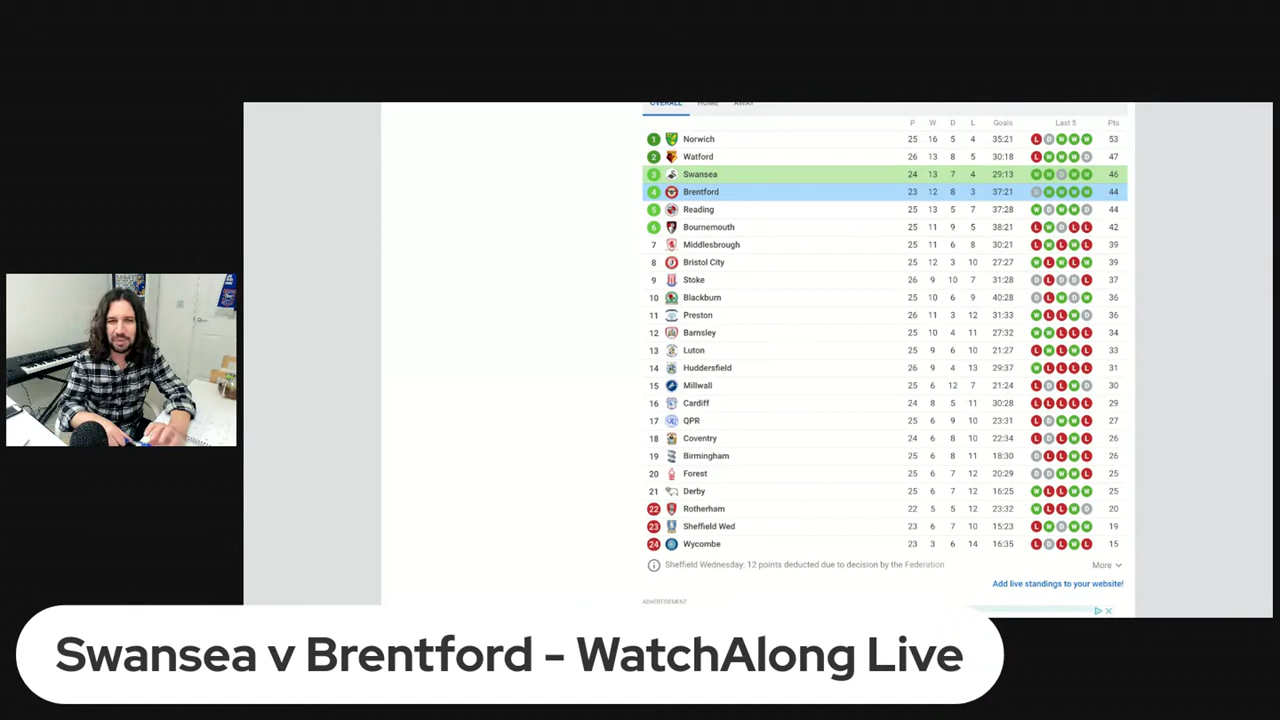 OVERALL HOME AWAY
P W D L Goals Last 5 Pts
1 Norwich 25 16 5 4 35:21 L D W W W 53
2 Watford 26 13 8 5 30:18 L W W W D 47
3 Swansea 24 13 7 4 29:13 W W D W W 46
4 Brentford 23 12 8 3 37:21 D W W W W 44
5 Reading 25 13 5 7 37:28 W D W W D 44
6 Bournemouth 25 11 9 5 38:21 L W D L L 42
7 Middlesbrough 25 11 6 8 30:21 L W L W L 39
8 Bristol City 25 12 3 10 27:27 W L W L W 39
9 Stoke 26 9 10 7 31:28 D L D D L 37
10 Blackburn 25 10 6 9 40:28 D L W D W 36
11 Preston 26 11 3 12 31:33 W L L W D 36
12 Barnsley 25 10 4 11 27:32 W W L L L 34
13 Luton 25 9 6 10 21:27 L W L W L 33
14 Huddersfield 26 9 4 13 29:37 W L L L L 31
15 Millwall 25 6 12 7 21:24 L D L W D 30
16 Cardiff 24 8 5 11 30:28 L L L L L 29
17 QPR 25 6 9 10 23:31 L D W W L 27
18 Coventry 24 6 8 10 22:34 L D L W L 26
19 Birmingham 25 6 8 11 18:30 D L L W L 26
20 Forest 25 6 7 12 20:29 D D W W L 25
21 Derby 25 6 7 12 16:25 W L L W W 25
22 Rotherham 22 5 5 12 23:32 W L L W D 20
23 Sheffield Wed 23 6 7 10 15:23 L W D W W 19
24 Wycombe 23 3 6 14 16:35 L D L W L 15
Sheffield Wednesday: 12 points deducted due to decision by the Federation More
Add live standings to your website!
ADVERTISEMENT
Swansea v Brentford - WatchAlong Live